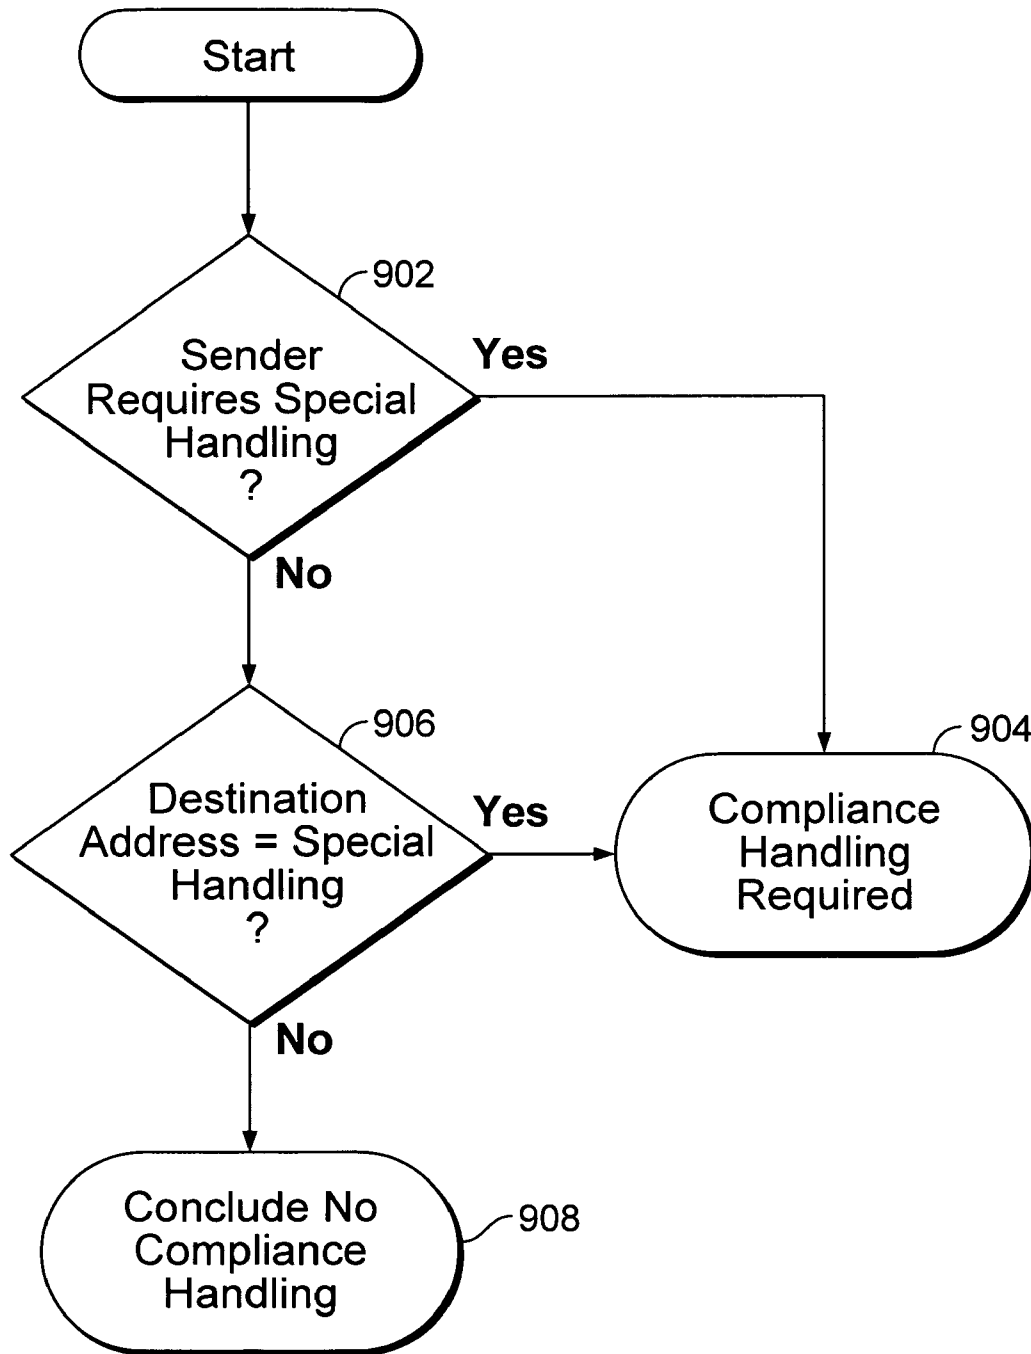 Start
902
Sender
Requires Special
Handling
?
Yes
No
906
Destination
Address = Special
Handling
?
Yes
904
Compliance
Handling
Required
No
Conclude No
Compliance
Handling
908